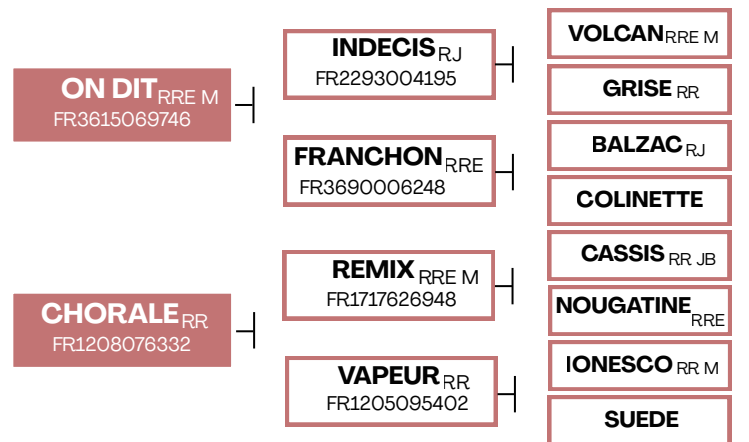 ON DIT RRE M
FR3615069746
INDECIS RJ
FR2293004195
VOLCAN RRE M
GRISE RR
FRANCHON RRE
FR3690006248
BALZAC RJ
COLINETTE
CHORALE RR
FR1208076332
REMIX RRE M
FR1717626948
CASSIS RR JB
NOUGATINE RRE
VAPEUR RR
FR1205095402
IONESCO RR M
SUEDE